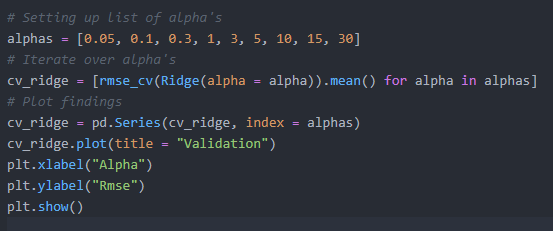 # Setting up list of alpha's
alphas = [0.05, 0.1, 0.3, 1, 3, 5, 10, 15, 30]
# Iterate over alpha's
cv_ridge = [rmse_cv(Ridge(alpha = alpha)).mean() for alpha in alphas]
# Plot findings
cv_ridge = pd.Series(cv_ridge, index = alphas)
cv_ridge.plot(title = "Validation")
plt.xlabel("Alpha")
plt.ylabel("Rmse")
plt.show()